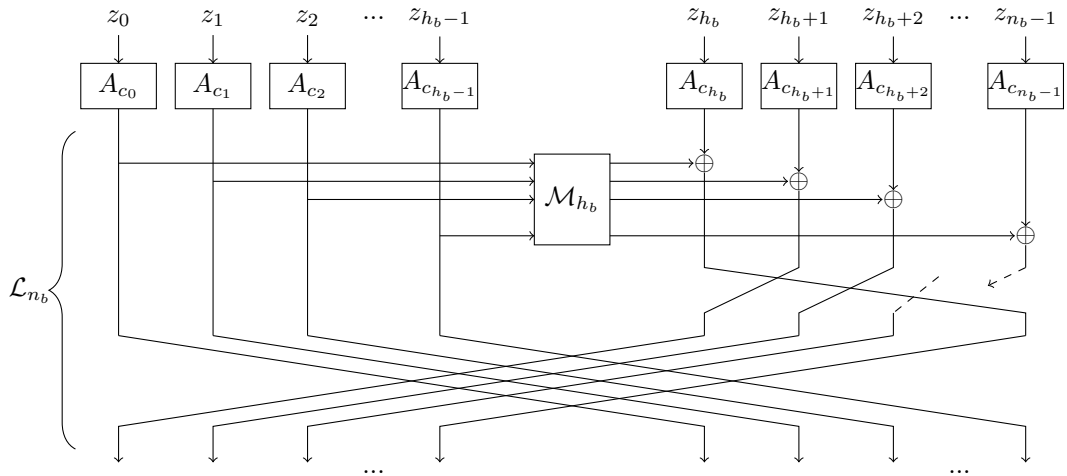 z_0 z_1 z_2 ... z_{h_b−1} z_{h_b} z_{h_b+1} z_{h_b+2} ... z_{n_b−1}
A_{c_0} A_{c_1} A_{c_2} A_{c_{h_b−1}} A_{c_{h_b}} A_{c_{h_b+1}} A_{c_{h_b+2}} A_{c_{n_b−1}}
ℳ_{h_b}
ℒ_{n_b}
... ...